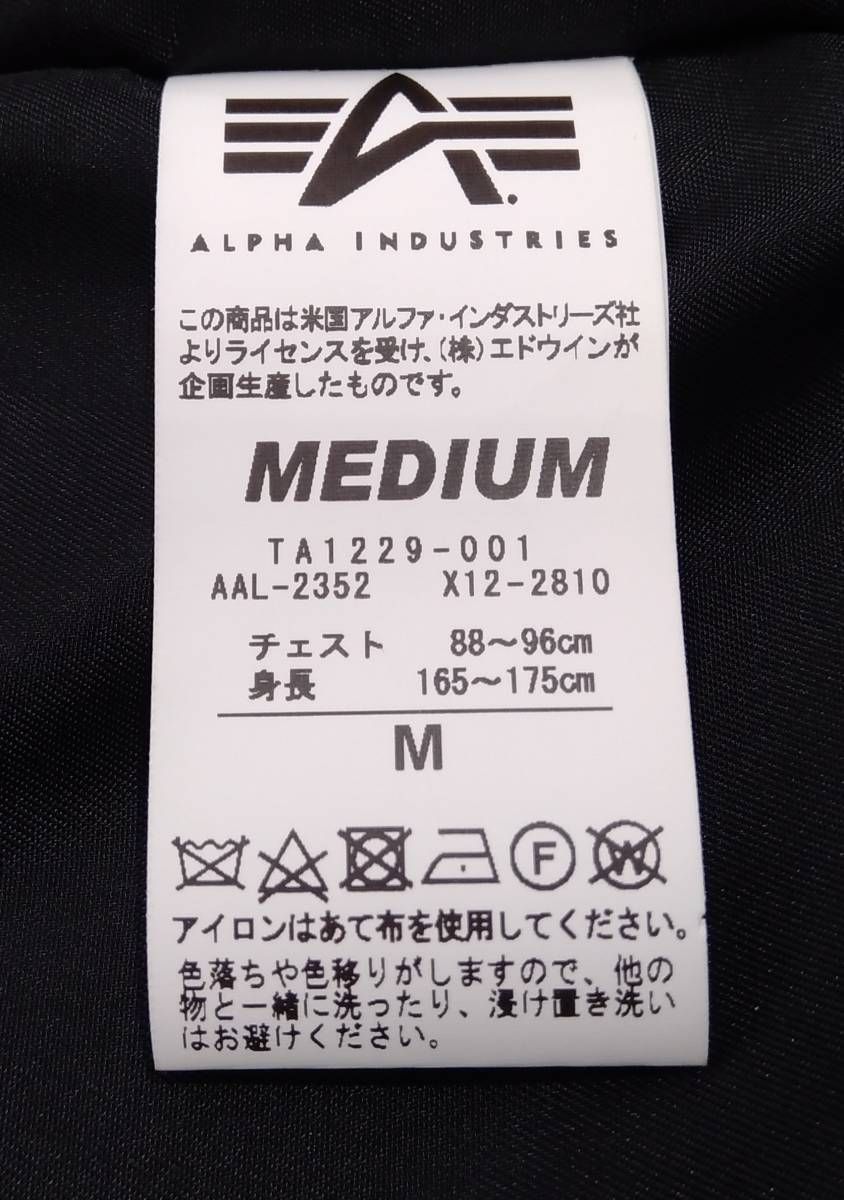 ALPHA INDUSTRIES
この商品は米国アルファ・インダストリーズ社
よりライセンスを受け、(株)エドウインが
企画生産したものです。
MEDIUM
TA1229-001
AAL-2352 X12-2810
チェスト 88～96cm
身長 165～175cm
M
F W
アイロンはあて布を使用してください。
色落ちや色移りがしますので、他の
物と一緒に洗ったり、浸け置き洗い
はお避けください。